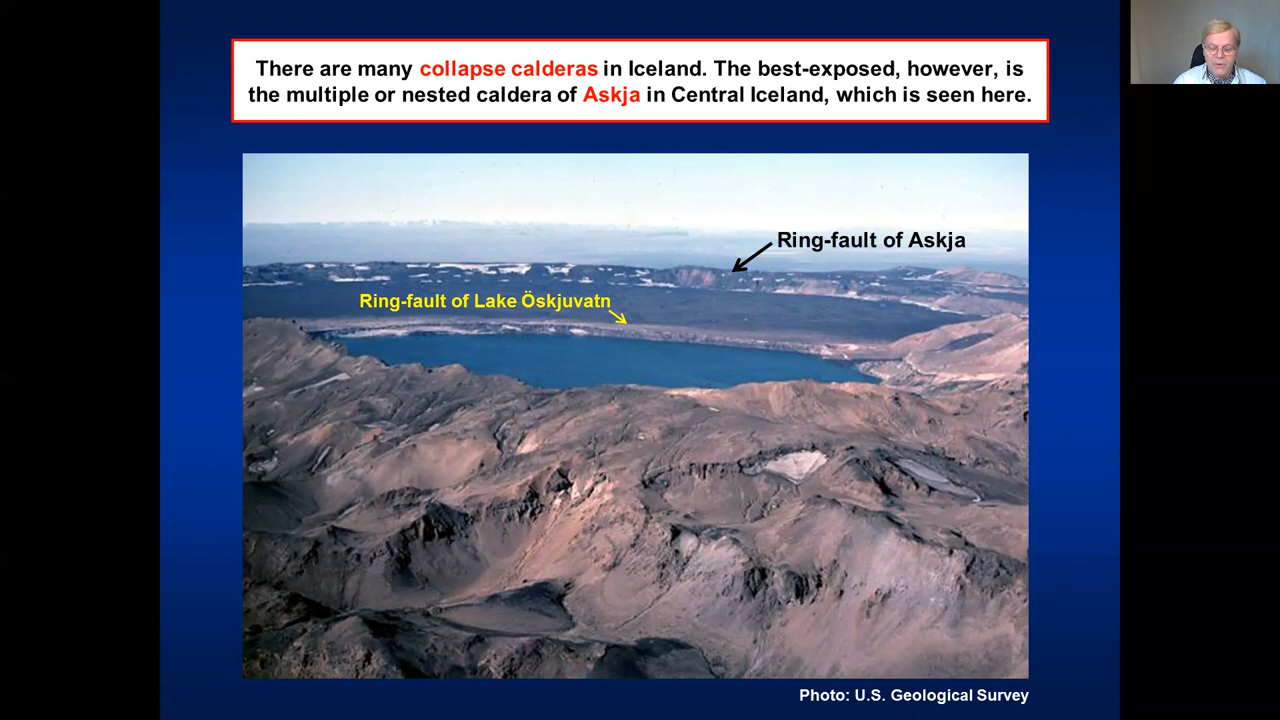 There are many collapse calderas in Iceland. The best-exposed, however, is
the multiple or nested caldera of Askja in Central Iceland, which is seen here.
Ring-fault of Askja
Ring-fault of Lake Öskjuvatn
Photo: U.S. Geological Survey